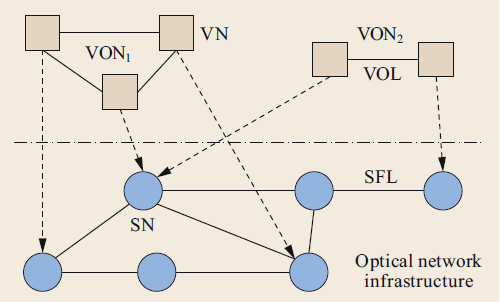 VN
VON₁
VON₂
VOL
SFL
SN
Optical network
infrastructure